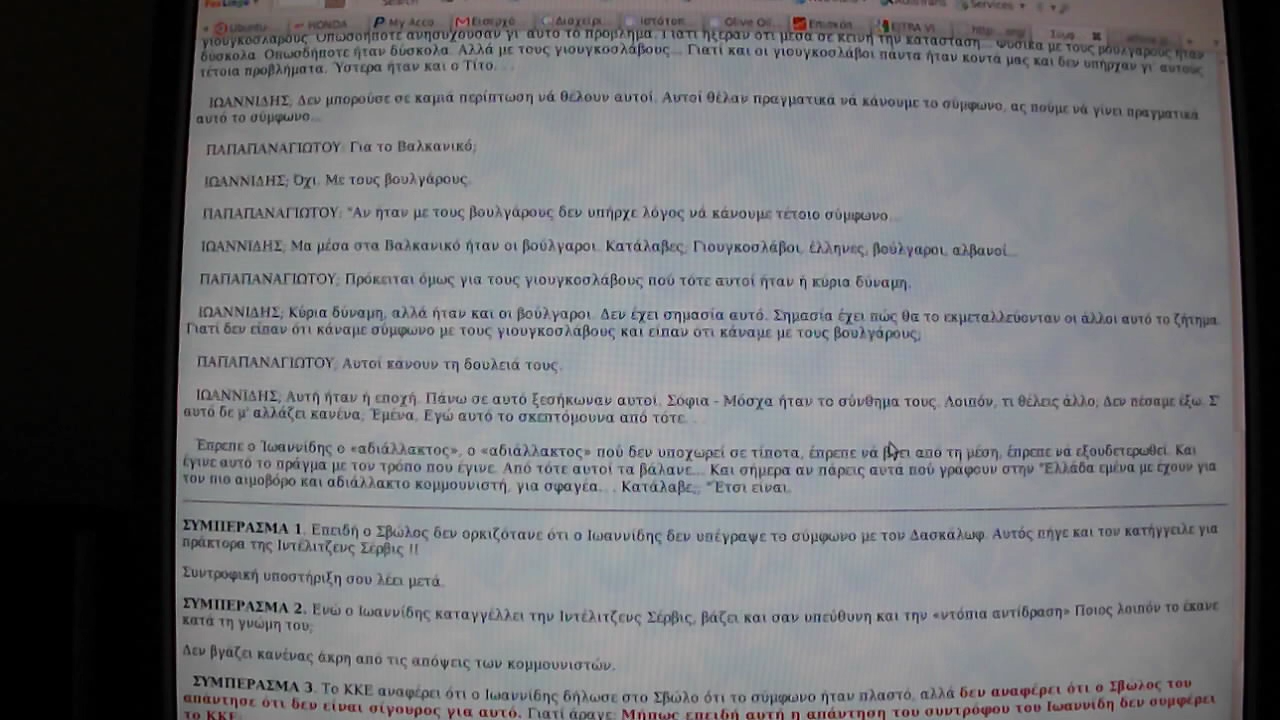 Ubuntu HONDA My Acco... Εισερχό... Διαχείρι... ιστότοπ... Olive Oi... Επισκόπ...
γιουγκοσλάβους. Οπωσδήποτε ανησυχούσαν γι' αυτό το πρόβλημα. Γιατί ήξεραν ότι μέσα σε κείνη την κατάσταση... Φυσικά με τους βουλγάρους ήταν
δύσκολα. Οπωσδήποτε ήταν δύσκολα. Αλλά με τους γιουγκοσλάβους... Γιατί και οι γιουγκοσλάβοι πάντα ήταν κοντά μας και δεν υπήρχαν γι' αυτούς
τέτοια προβλήματα. Ύστερα ήταν και ο Τίτο. . .
ΙΩΑΝΝΙΔΗΣ; Δεν μπορούσε σε καμιά περίπτωση νά θέλουν αυτοί. Αυτοί θέλαν πραγματικά νά κάνουμε το σύμφωνο, ας πούμε νά γίνει πραγματικά
αυτό το σύμφωνο...
ΠΑΠΑΠΑΝΑΓΙΩΤΟΥ: Για το Βαλκανικό;
ΙΩΑΝΝΙΔΗΣ; Όχι. Με τους βουλγάρους.
ΠΑΠΑΠΑΝΑΓΙΩΤΟΥ; "Αν ήταν με τους βουλγάρους δεν υπήρχε λόγος νά κάνουμε τέτοιο σύμφωνο...
ΙΩΑΝΝΙΔΗΣ; Μα μέσα στα Βαλκανικό ήταν οι βούλγαροι. Κατάλαβες; Γιουγκοσλάβοι, έλληνες, βούλγαροι, αλβανοί...
ΠΑΠΑΠΑΝΑΓΙΩΤΟΥ; Πρόκειται όμως για τους γιουγκοσλάβους πού τότε αυτοί ήταν ή κύρια δύναμη.
ΙΩΑΝΝΙΔΗΣ; Κύρια δύναμη, αλλά ήταν και οι βούλγαροι. Δεν έχει σημασία αυτό. Σημασία έχει πώς θα το εκμεταλλεύονταν οι άλλοι αυτό το ζήτημα.
Γιατί δεν είπαν ότι κάναμε σύμφωνο με τους γιουγκοσλάβους και είπαν ότι κάναμε με τους βουλγάρους;
ΠΑΠΑΠΑΝΑΓΙΩΤΟΥ; Αυτοί κάνουν τη δουλειά τους.
ΙΩΑΝΝΙΔΗΣ; Αυτή ήταν ή εποχή. Πάνω σε αυτό ξεσήκωναν αυτοί. Σόφια - Μόσχα ήταν το σύνθημα τους. Λοιπόν, τι θέλεις άλλο; Δεν πέσαμε έξω. Σ'
αυτό δε μ' αλλάζει κανένα; Έμένα. Εγώ αυτό το σκεπτόμουνα από τότε. . .
Έπρεπε ο Ίωαννίδης ο «αδιάλλακτος», ο «αδιάλλακτος» πού δεν υποχωρεί σε τίποτα, έπρεπε νά βγει από τη μέση, έπρεπε νά εξουδετερωθεί. Και
έγινε αυτό το πράγμα με τον τρόπο που έγινε. Από τότε αυτοί τα βάλανε... Και σήμερα αν πάρεις αυτά πού γράφουν στην "Ελλάδα εμένα με έχουν για
τον πιο αιμοβόρο και αδιάλλακτο κομμουνιστή, για σφαγέα. . . Κατάλαβες; "Έτσι είναι.
ΣΥΜΠΕΡΑΣΜΑ 1. Επειδή ο Σβώλος δεν ορκιζότανε ότι ο Ιωαννίδης δεν υπέγραψε το σύμφωνο με τον Δασκάλωφ. Αυτός πήγε και τον κατήγγειλε για
πράκτορα της Ιντέλιτζενς Σέρβις !!
Συντροφική υποστήριξη σου λέει μετά.
ΣΥΜΠΕΡΑΣΜΑ 2. Ενώ ο Ιωαννίδης καταγγέλλει την Ιντέλιτζενς Σέρβις, βάζει και σαν υπεύθυνη και την «ντόπια αντίδραση» Ποιος λοιπόν το έκανε
κατά τη γνώμη του;
Δεν βγάζει κανένας άκρη από τις απόψεις των κομμουνιστών.
ΣΥΜΠΕΡΑΣΜΑ 3. Το ΚΚΕ αναφέρει ότι ο Ιωαννίδης δήλωσε στο Σβώλο ότι το σύμφωνο ήταν πλαστό, αλλά δεν αναφέρει ότι ο Σβώλος του
απάντησε ότι δεν είναι σίγουρος για αυτό. Γιατί άραγε; Μήπως επειδή αυτή η απάντηση του συντρόφου του Ιωαννίδη δεν συμφέρει
το ΚΚΕ